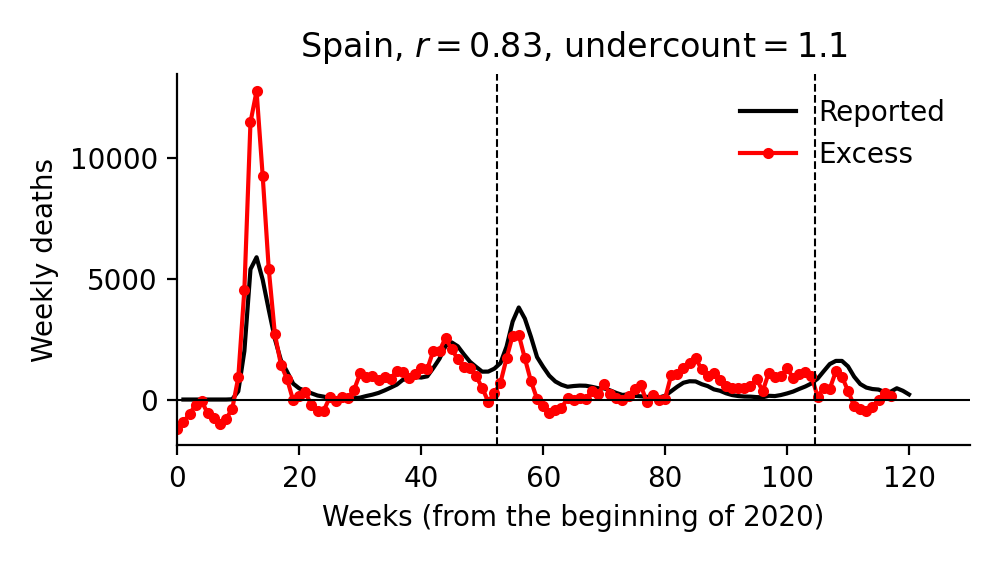 Spain, r = 0.83, undercount = 1.1
Reported
Excess
Weekly deaths
10000
5000
0
0 20 40 60 80 100 120
Weeks (from the beginning of 2020)